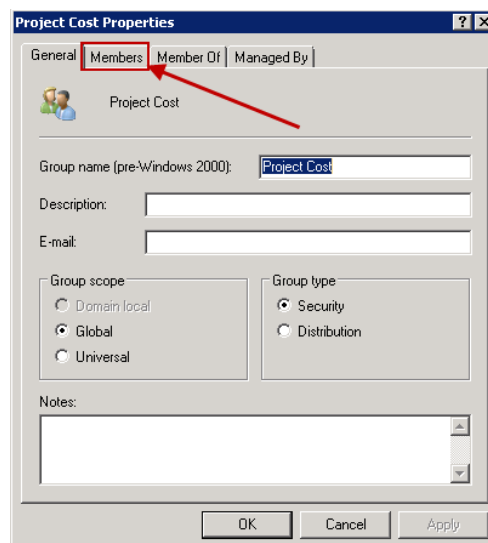 Project Cost Properties
General Members Member Of Managed By
Project Cost
Group name (pre-Windows 2000): Project Cost
Description:
E-mail:
Group scope
Domain local
Global
Universal
Group type
Security
Distribution
Notes:
OK Cancel Apply